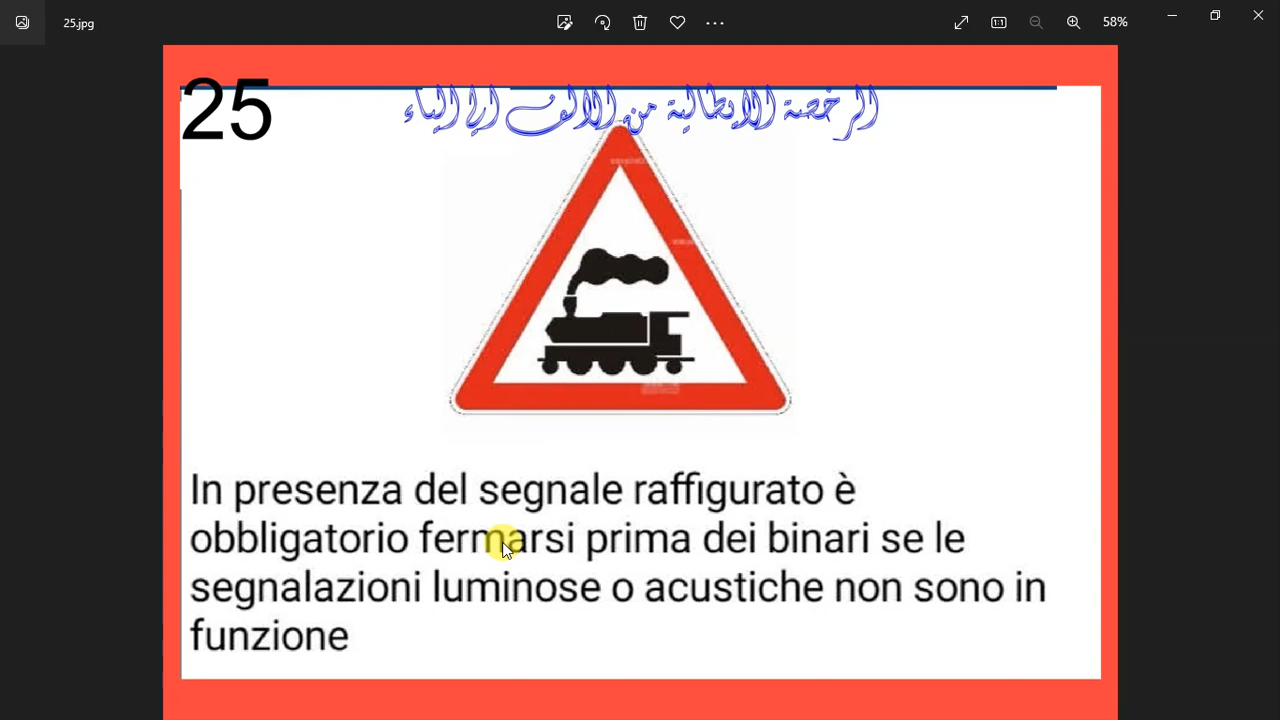 25.jpg
58%
25
الرخصة الايطالية من الالف الي الياء
In presenza del segnale raffigurato è
obbligatorio fermarsi prima dei binari se le
segnalazioni luminose o acustiche non sono in
funzione